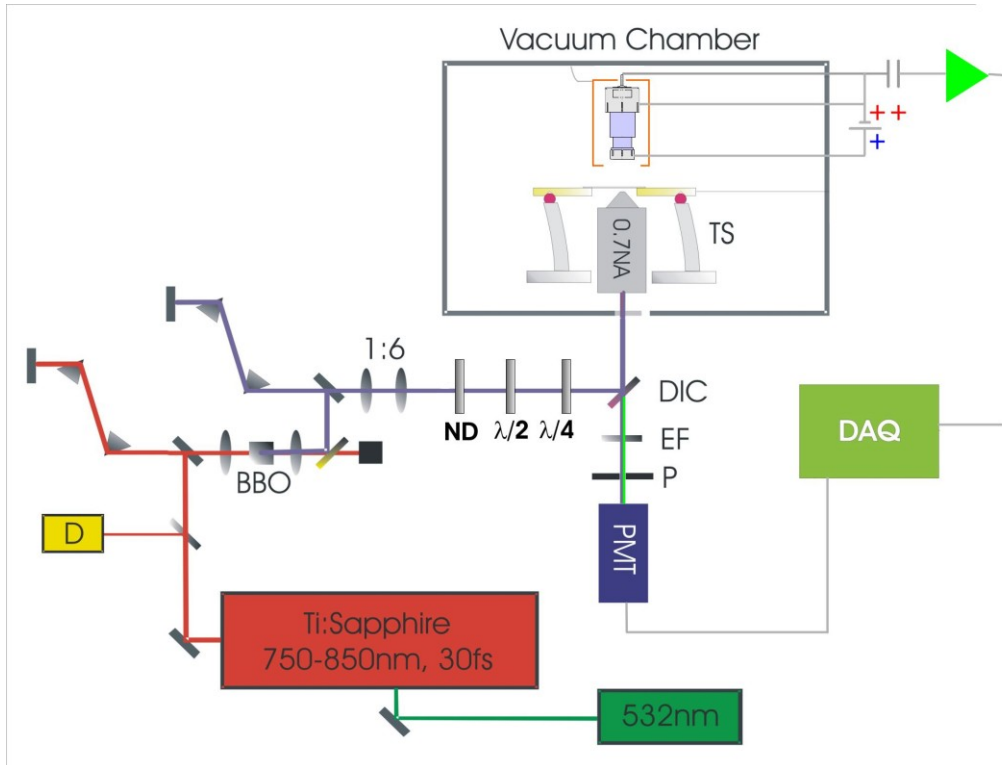 Vacuum Chamber
++
+
0.7NA
TS
1:6
ND
λ/2
λ/4
DIC
DAQ
EF
BBO
P
D
PMT
Ti:Sapphire
750-850nm, 30fs
532nm